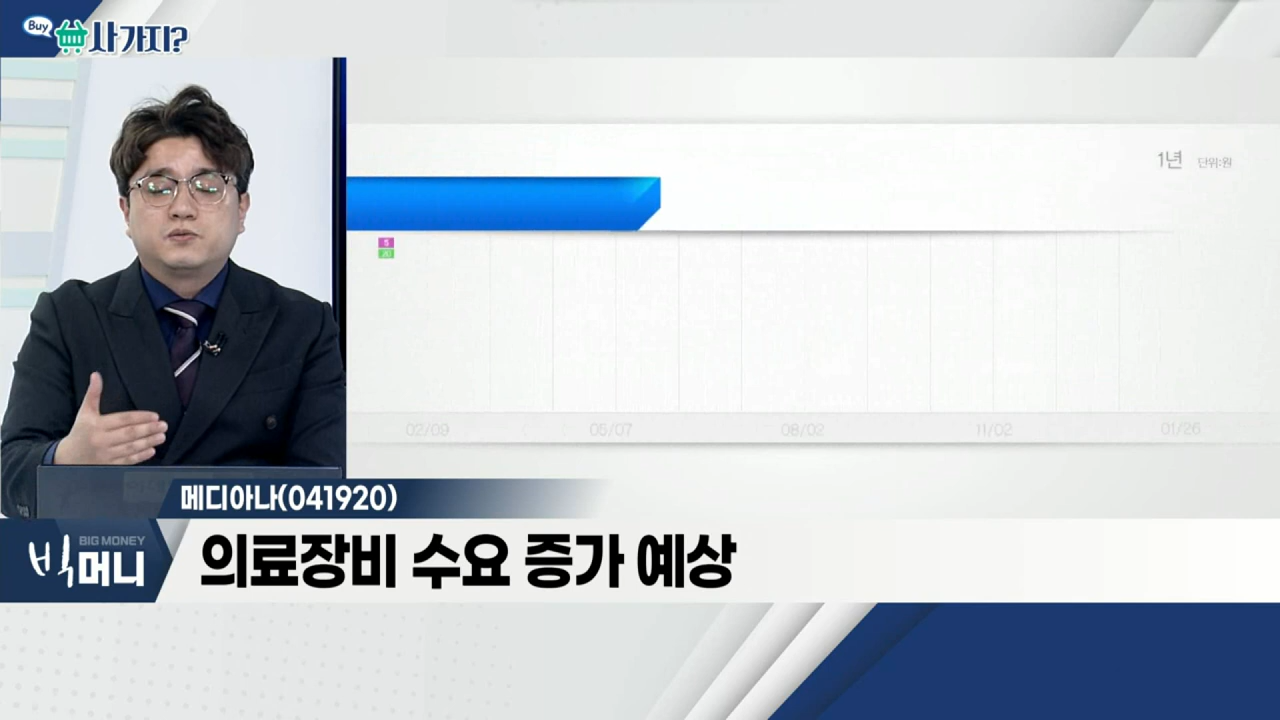 Buy
사가지?
1년 단위:원
5
20
02/09 05/07 08/02 11/02 01/26
메디아나(041920)
BIG MONEY
빅머니
의료장비 수요 증가 예상